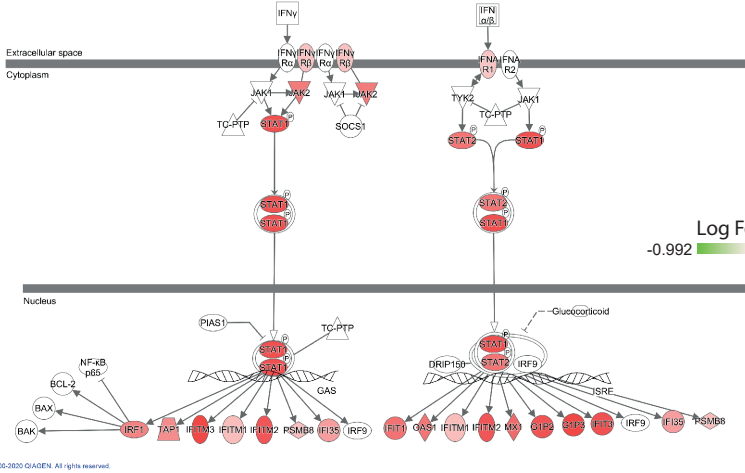 IFNγ
IFN
α/β
Extracellular space
IFNγ
Rα
IFNγ
Rβ
IFNγ
Rα
IFNγ
Rβ
IFNA
R1
IFNA
R2
Cytoplasm
JAK1
JAK2
JAK1
JAK2
TYK2
JAK1
TC-PTP
STAT1
P
SOCS1
TC-PTP
STAT2
P
STAT1
P
STAT1
P
STAT1
P
STAT2
P
STAT1
P
Log F
-0.992
Nucleus
PIAS1
TC-PTP
Glucocorticoid
STAT1
P
STAT1
P
STAT1
P
STAT2
DRIP150
IRF9
NF-κB
p65
BCL-2
GAS
ISRE
BAX
BAK
IRF1
TAP1
IFITM3
IFITM1
IFITM2
PSMB8
IFI35
IRF9
IFIT1
OAS1
IFITM1
IFITM2
MX1
G1P2
G1P3
IFIT3
IRF9
IFI35
PSMB8
00-2020 QIAGEN. All rights reserved.